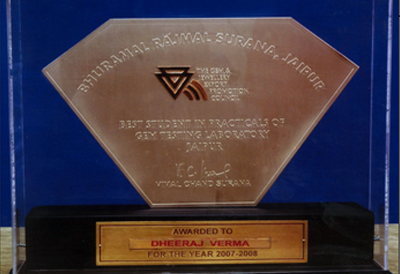 BHURAMAL RAJMAL SURANA, JAIPUR
THE GEM &
JEWELLERY
EXPORT
PROMOTION
COUNCIL
BEST STUDENT IN PRACTICALS OF
GEM TESTING LABORATORY
JAIPUR
VIMAL CHAND SURANA
AWARDED TO
DHEERAJ VERMA
FOR THE YEAR 2007-2008